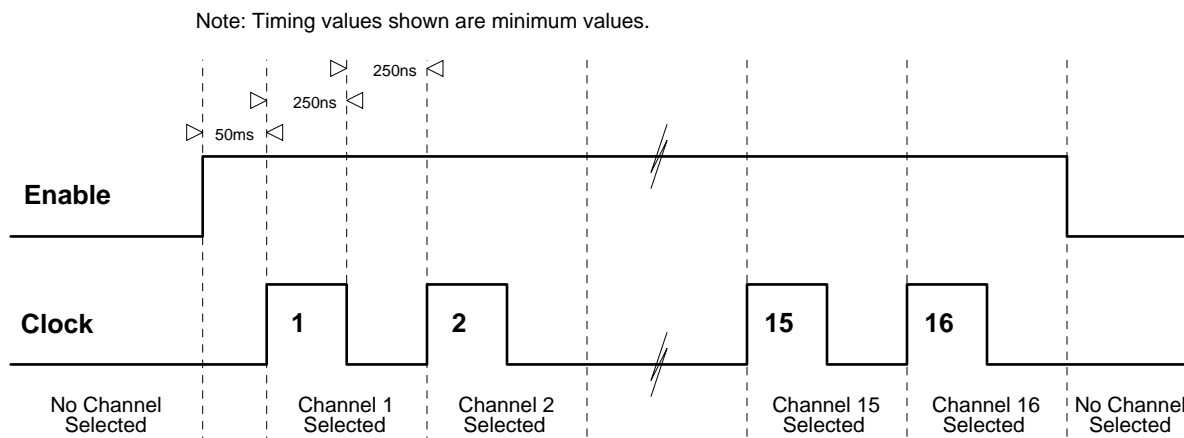 Note: Timing values shown are minimum values.
250ns
250ns
50ms
Enable
Clock
1
2
15
16
No Channel
Selected
Channel 1
Selected
Channel 2
Selected
Channel 15
Selected
Channel 16
Selected
No Channel
Selected